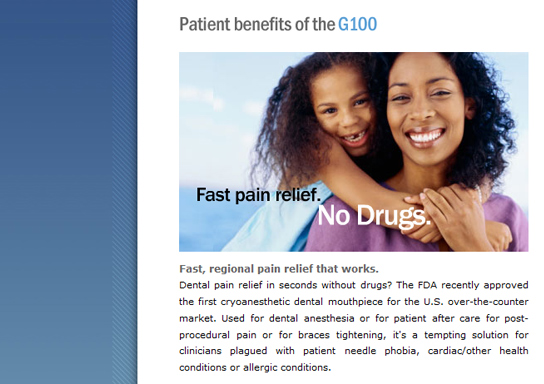 Patient benefits of the G100
Fast pain relief.
No Drugs.
Fast, regional pain relief that works.
Dental pain relief in seconds without drugs? The FDA recently approved
the first cryoanesthetic dental mouthpiece for the U.S. over-the-counter
market. Used for dental anesthesia or for patient after care for post-
procedural pain or for braces tightening, it's a tempting solution for
clinicians plagued with patient needle phobia, cardiac/other health
conditions or allergic conditions.